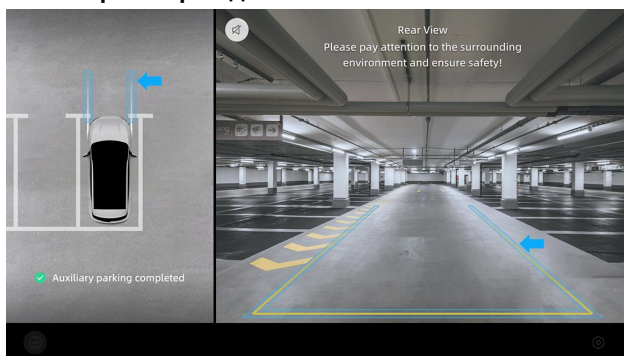 Rear View
Please pay attention to the surrounding
environment and ensure safety!
Auxiliary parking completed